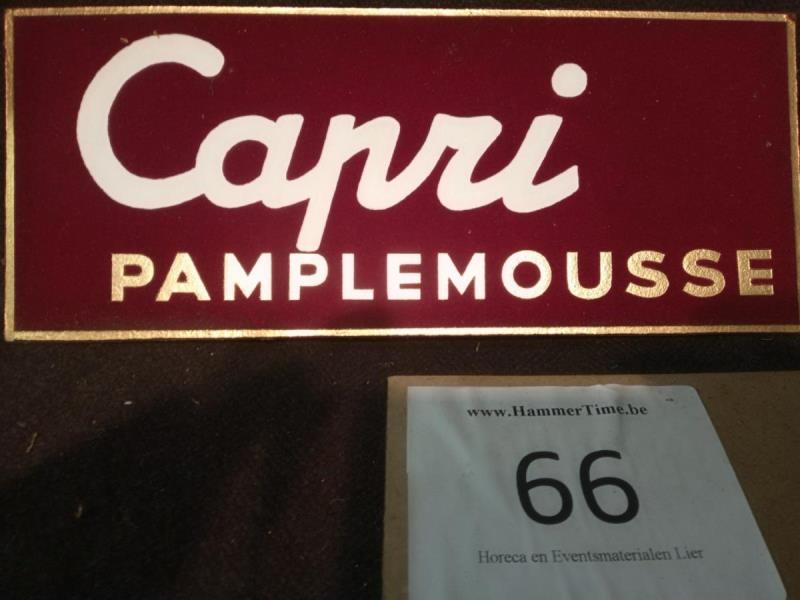 Capri
PAMPLEMOUSSE
www.HammerTime.be
66
Horeca en Eventsmaterialen Lier